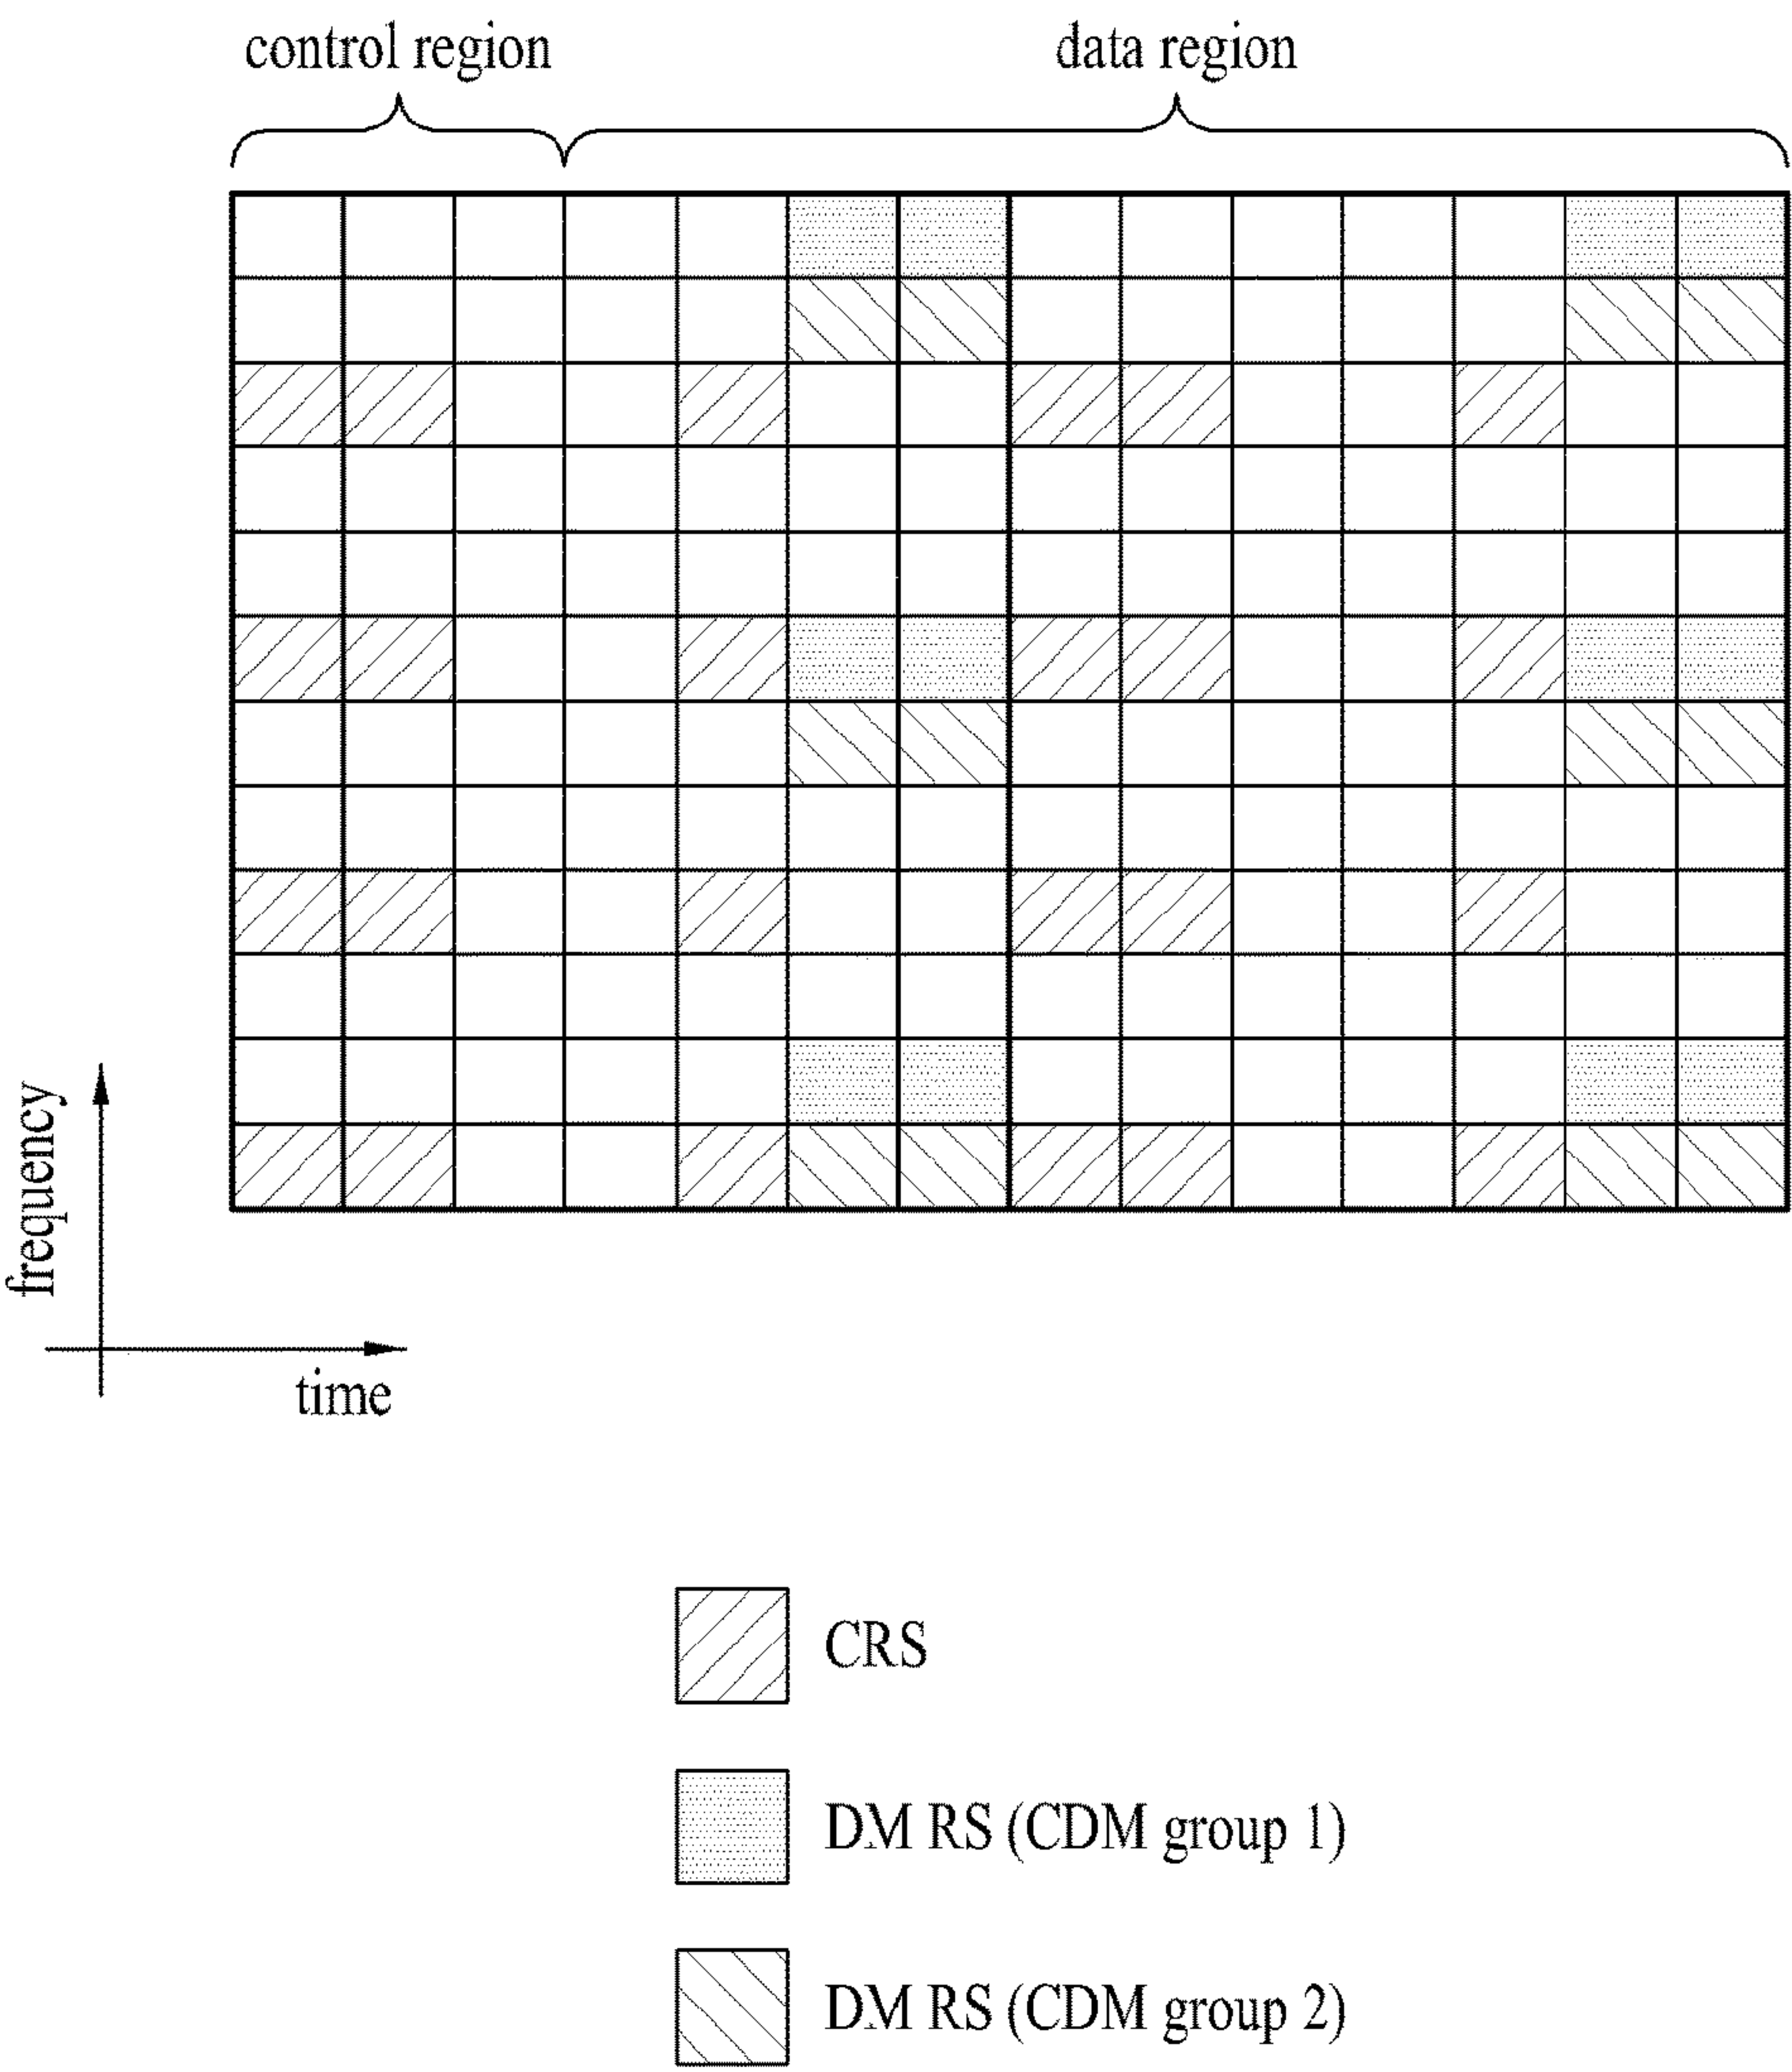 control region
data region
frequency
time
CRS
DM RS (CDM group 1)
DM RS (CDM group 2)